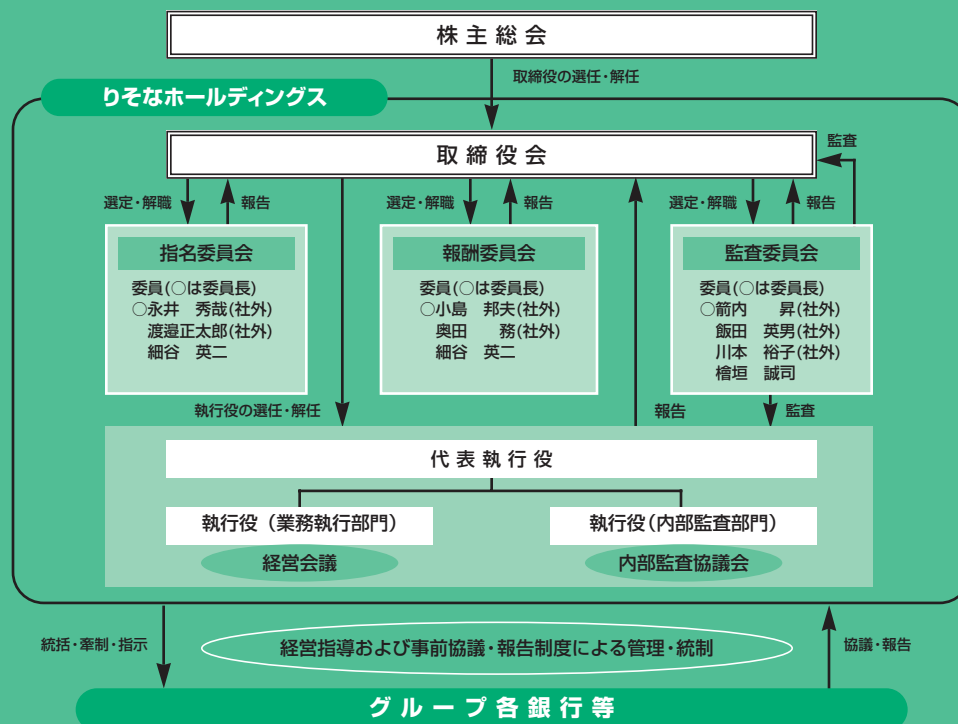 株主総会
取締役の選任・解任
りそなホールディングス
取締役会
監査
選定・解職
報告
選定・解職
報告
選定・解職
報告
指名委員会
委員(○は委員長)
○永井 秀哉(社外)
渡邉正太郎(社外)
細谷 英二
報酬委員会
委員(○は委員長)
○小島 邦夫(社外)
奥田 務(社外)
細谷 英二
監査委員会
委員(○は委員長)
○箭内 昇(社外)
飯田 英男(社外)
川本 裕子(社外)
檜垣 誠司
執行役の選任・解任
報告
監査
代表執行役
執行役（業務執行部門）
執行役（内部監査部門）
経営会議
内部監査協議会
統括・牽制・指示
経営指導および事前協議・報告制度による管理・統制
協議・報告
グループ各銀行等